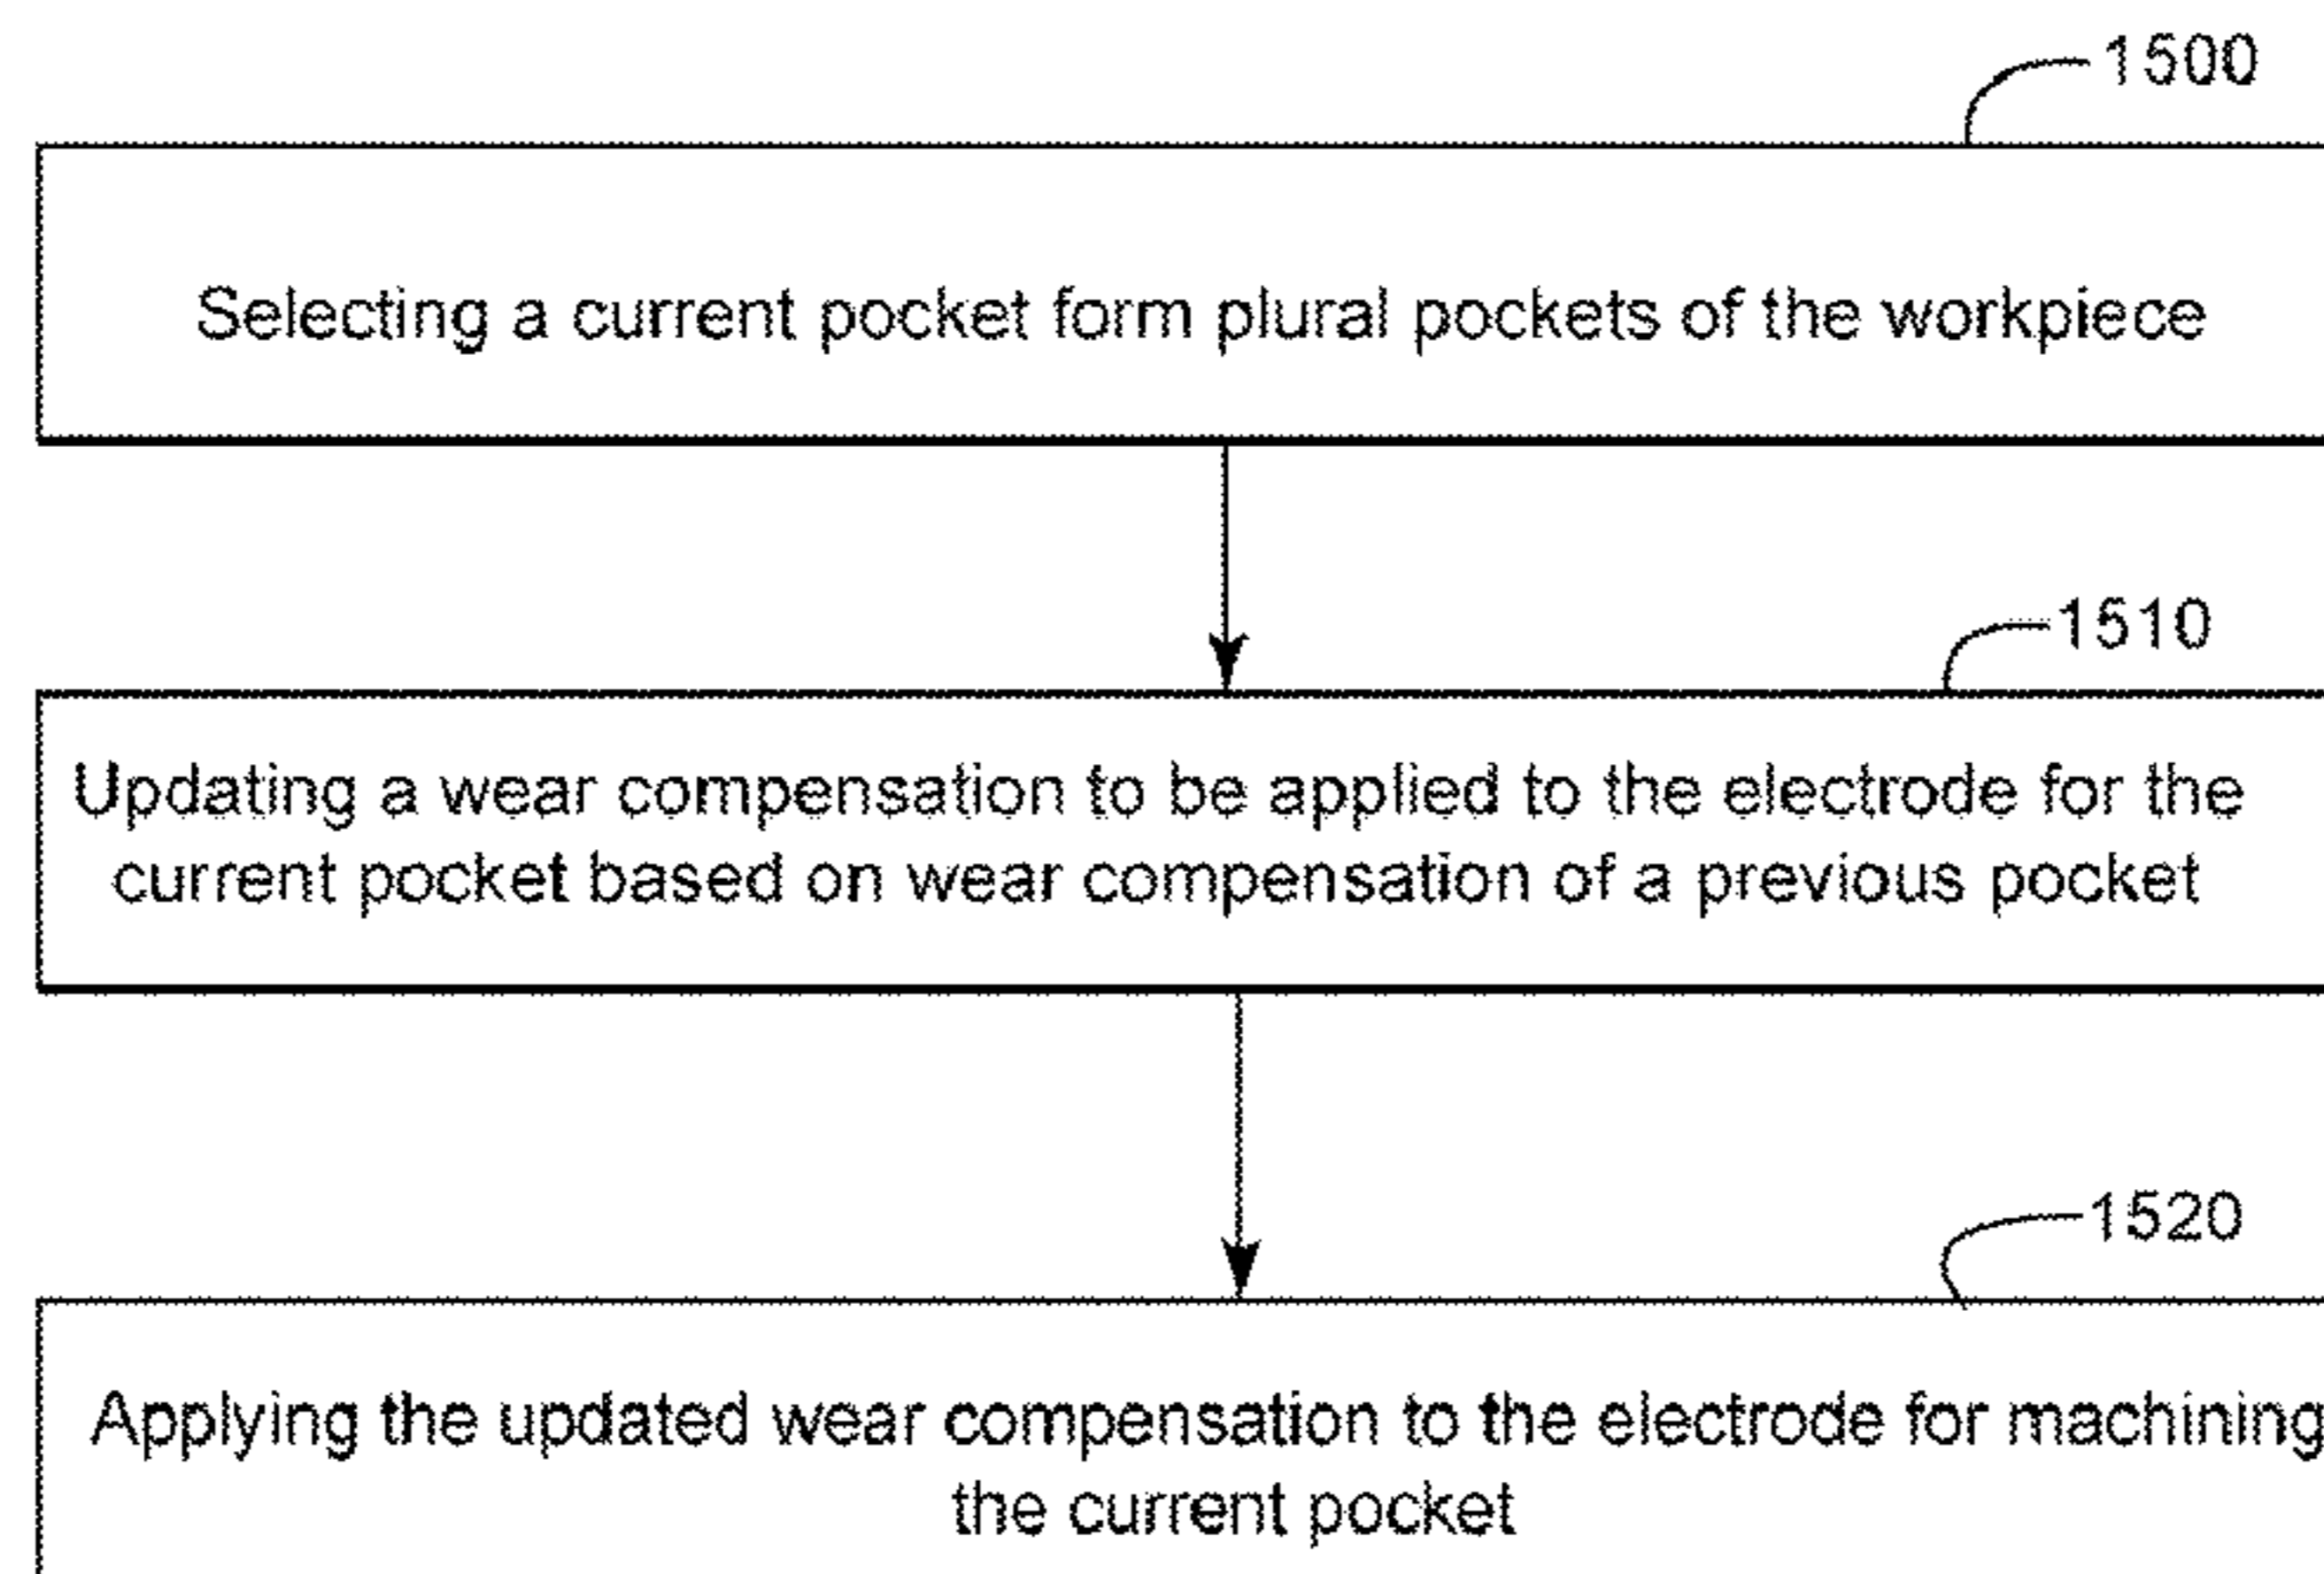 1500
Selecting a current pocket form plural pockets of the workpiece
1510
Updating a wear compensation to be applied to the electrode for the
current pocket based on wear compensation of a previous pocket
1520
Applying the updated wear compensation to the electrode for machining
the current pocket